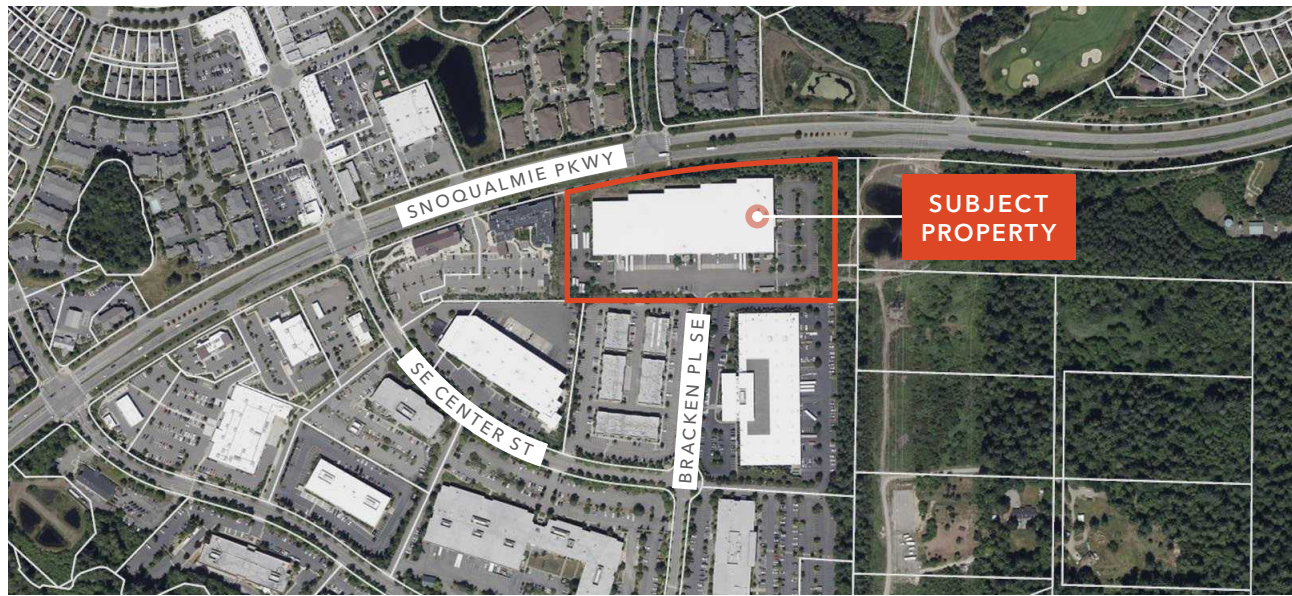 SNOQUALMIE PKWY
SUBJECT
PROPERTY
SE CENTER ST
BRACKEN PL SE